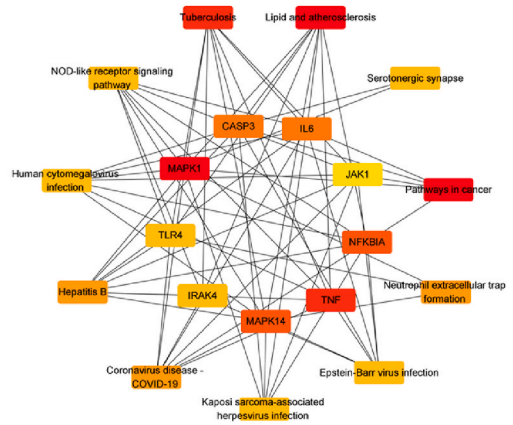 Tuberculosis
Lipid and atherosclerosis
NOD-like receptor signaling
pathway
Serotonergic synapse
CASP3
IL6
MAPK1
JAK1
Human cytomegalovirus
infection
Pathways in cancer
TLR4
NFKBIA
Hepatitis B
IRAK4
TNF
Neutrophil extracellular trap
formation
MAPK14
Coronavirus disease -
COVID-19
Epstein-Barr virus infection
Kaposi sarcoma-associated
herpesvirus infection